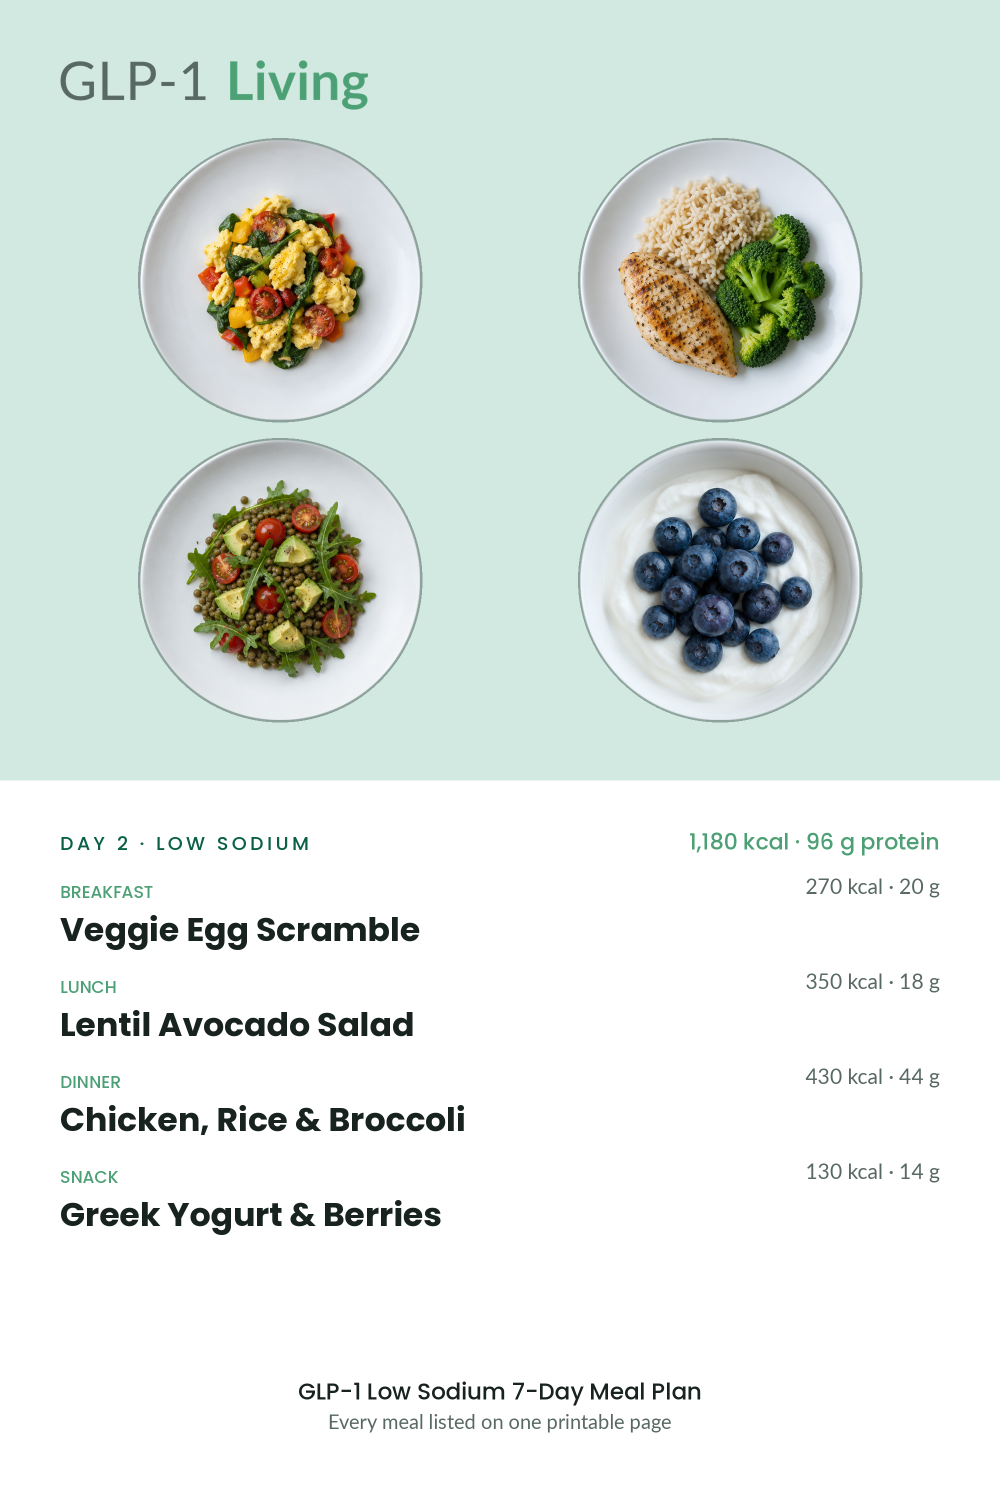 GLP-1 Living
DAY 2 · LOW SODIUM
1,180 kcal · 96 g protein
BREAKFAST
270 kcal · 20 g
Veggie Egg Scramble
LUNCH
350 kcal · 18 g
Lentil Avocado Salad
DINNER
430 kcal · 44 g
Chicken, Rice & Broccoli
SNACK
130 kcal · 14 g
Greek Yogurt & Berries
GLP-1 Low Sodium 7-Day Meal Plan
Every meal listed on one printable page